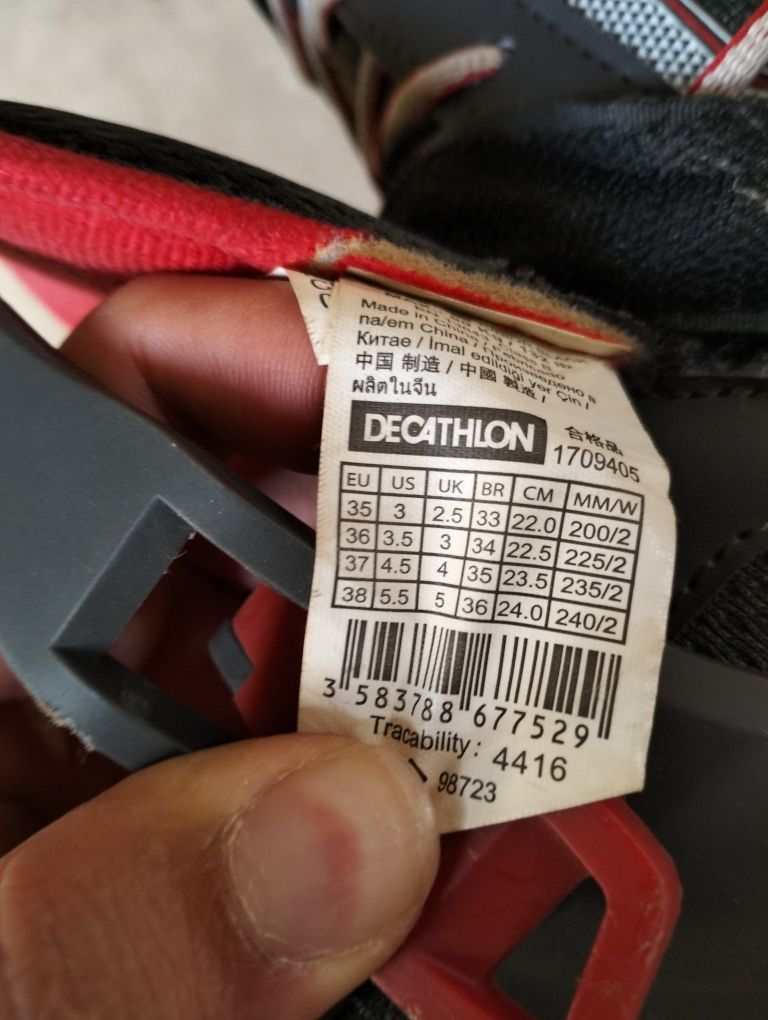 Made in China /
na/em China /
Китае / İmal edildiği yer Çin /
中国 制造 / 中國 製造 /
ผลิตในจีน
DECATHLON 合格品
1709405
EU US UK BR CM MM/W
35 3 2.5 33 22.0 200/2
36 3.5 3 34 22.5 225/2
37 4.5 4 35 23.5 235/2
38 5.5 5 36 24.0 240/2
3 583788 677529
Tracability: 4416
98723